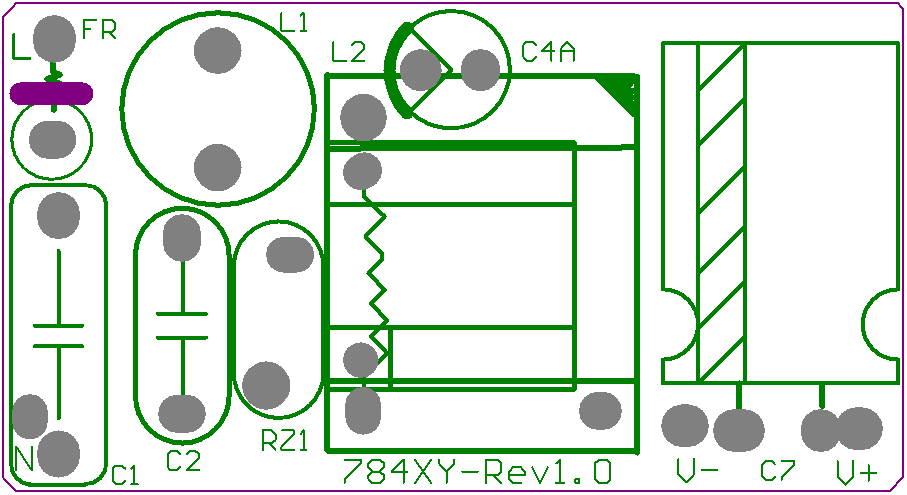 FR
L1
L
L2
C4A
RZ1
N
C1
C2
784XY-Rev1.0
V-
C7
V+